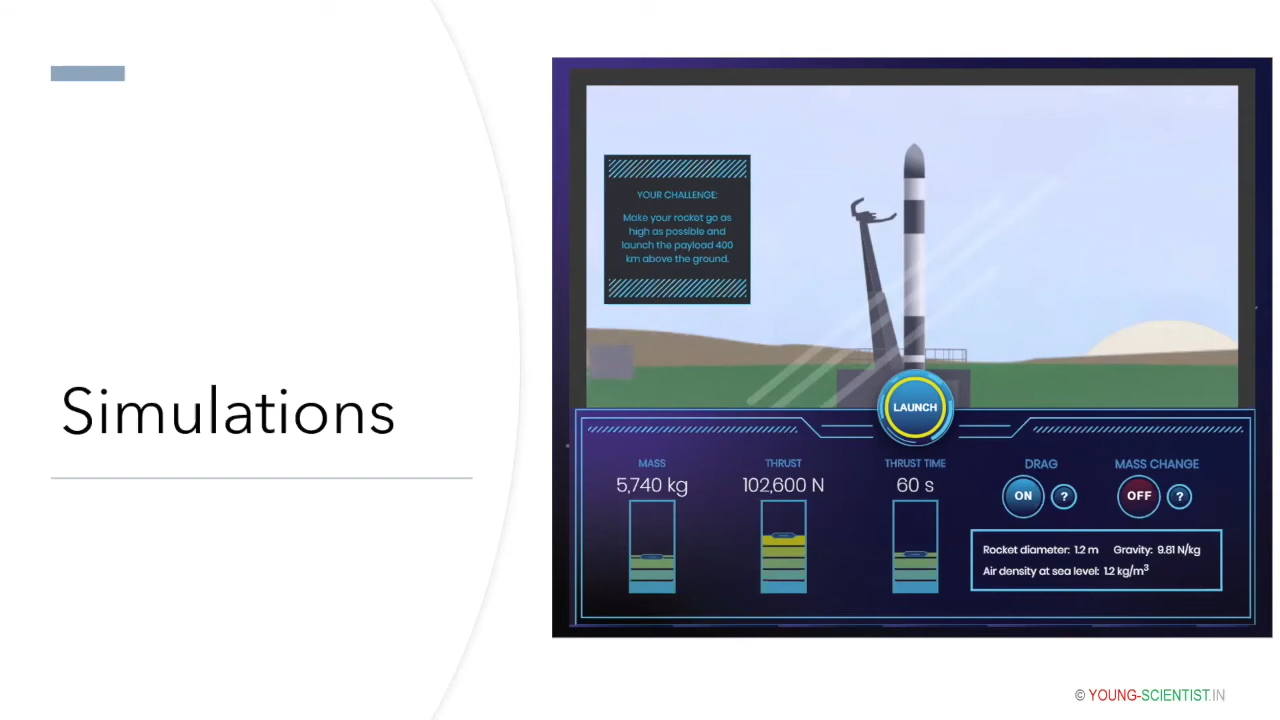 Simulations
YOUR CHALLENGE:
Make your rocket go as
high as possible and
launch the payload 400
km above the ground.
LAUNCH
MASS
5,740 kg
THRUST
102,600 N
THRUST TIME
60 s
DRAG
ON ?
MASS CHANGE
OFF ?
Rocket diameter: 1.2 m Gravity: 9.81 N/kg
Air density at sea level: 1.2 kg/m³
© YOUNG-SCIENTIST.IN